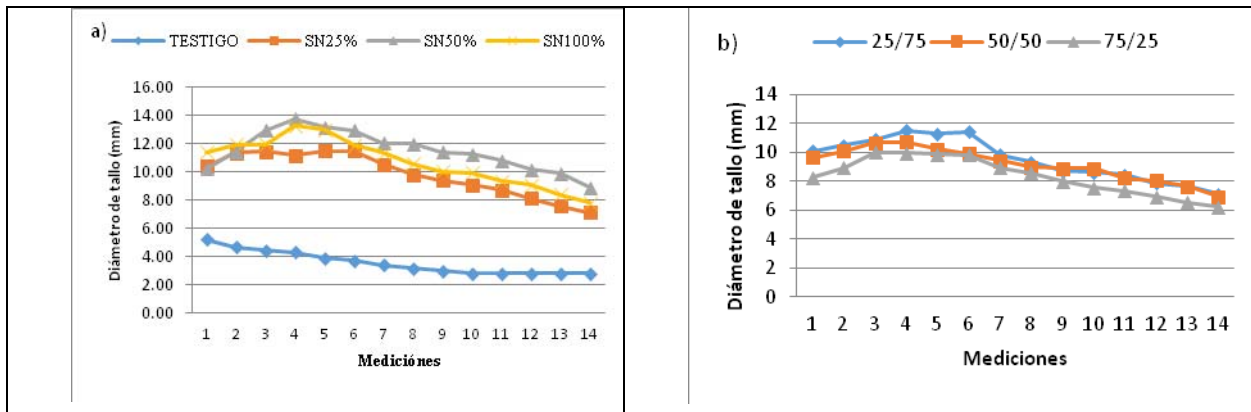 a)
TESTIGO SN25% SN50% SN100%
16.00
14.00
12.00
10.00
8.00
6.00
4.00
2.00
0.00
Diámetro de tallo (mm)
1 2 3 4 5 6 7 8 9 10 11 12 13 14
Mediciónes
b)
25/75 50/50 75/25
14
12
10
8
6
4
2
0
Diámetro de tallo (mm)
1 2 3 4 5 6 7 8 9 10 11 12 13 14
Mediciones